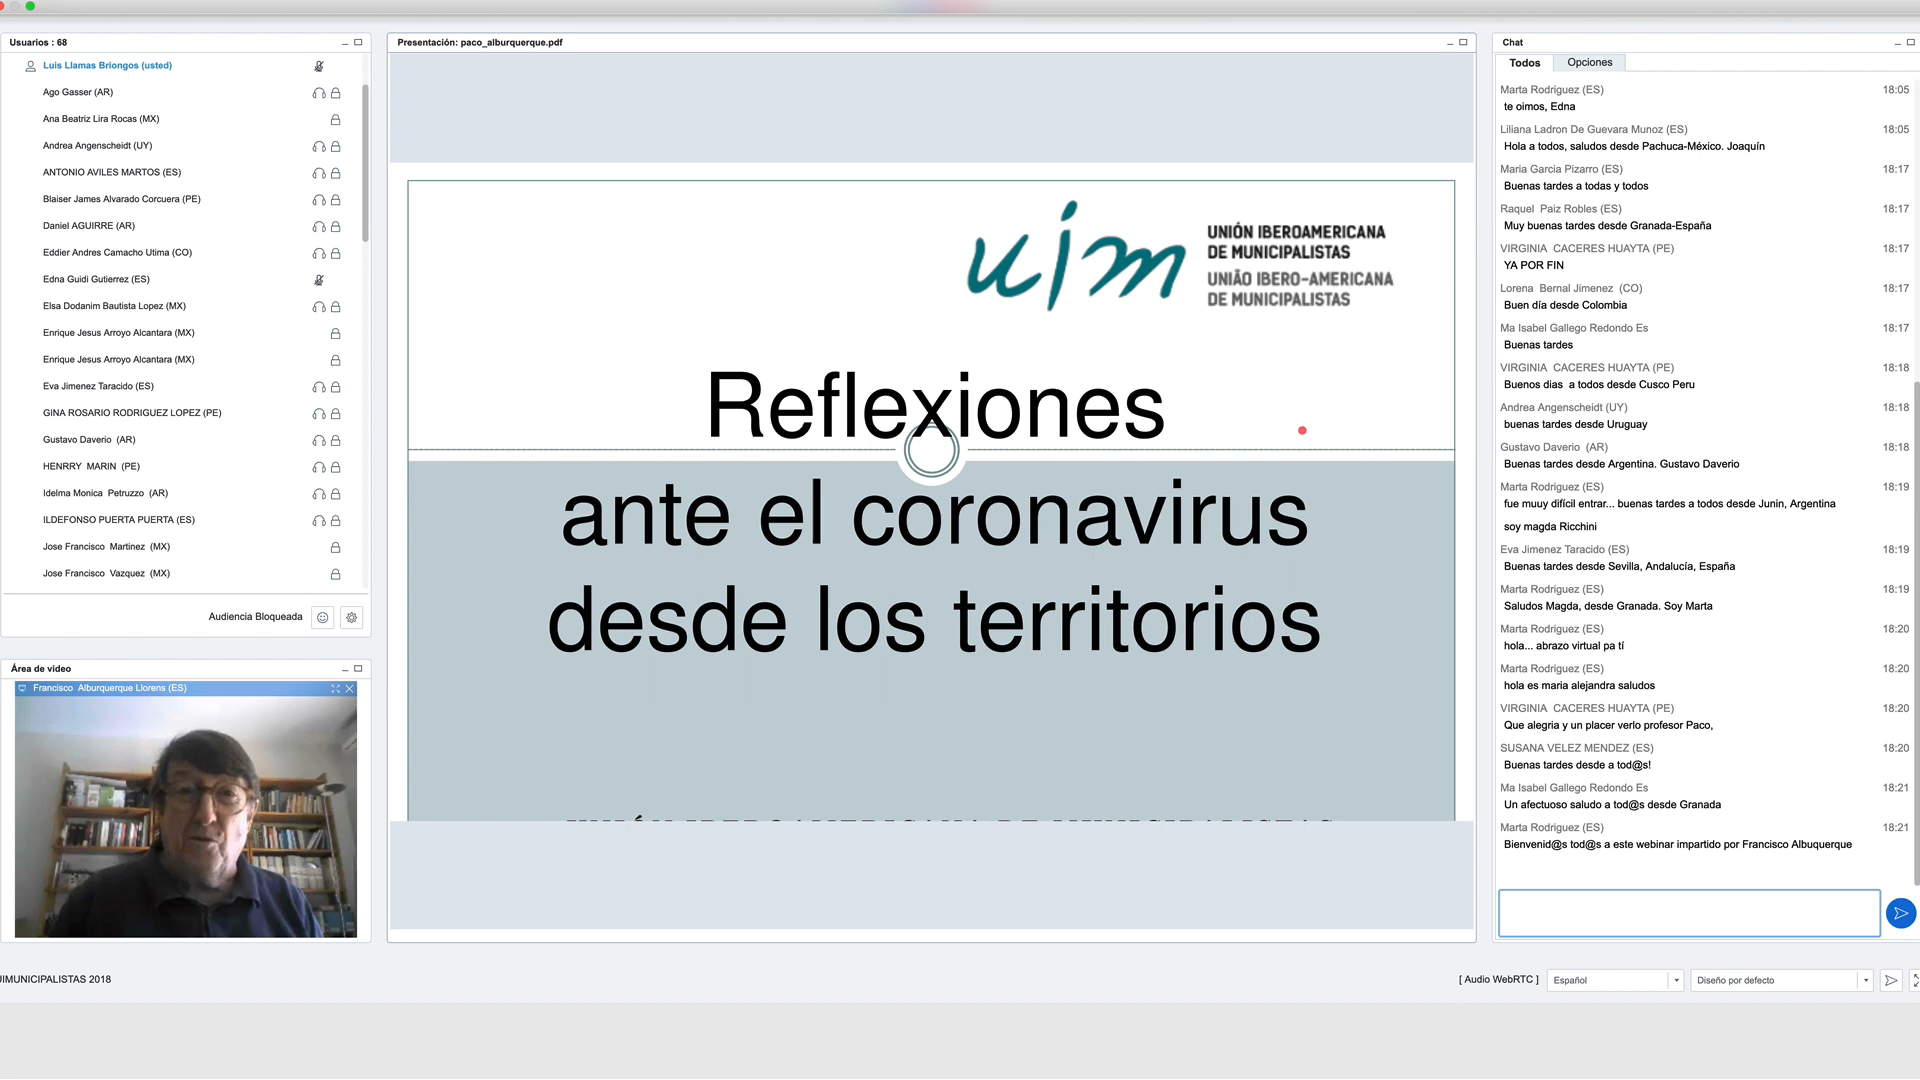 Usuarios : 68
Luis Llamas Briongos (usted)
Ago Gasser (AR)
Ana Beatriz Lira Rocas (MX)
Andrea Angenscheidt (UY)
ANTONIO AVILES MARTOS (ES)
Blaiser James Alvarado Corcuera (PE)
Daniel AGUIRRE (AR)
Eddier Andres Camacho Utima (CO)
Edna Guidi Gutierrez (ES)
Elsa Dodanim Bautista Lopez (MX)
Enrique Jesus Arroyo Alcantara (MX)
Enrique Jesus Arroyo Alcantara (MX)
Eva Jimenez Taracido (ES)
GINA ROSARIO RODRIGUEZ LOPEZ (PE)
Gustavo Daverio (AR)
HENRRY MARIN (PE)
Idelma Monica Petruzzo (AR)
ILDEFONSO PUERTA PUERTA (ES)
Jose Francisco Martinez (MX)
Jose Francisco Vazquez (MX)
Audiencia Bloqueada
Área de video
Francisco Alburquerque Llorens (ES)
Presentación: paco_alburquerque.pdf
uim
UNIÓN IBEROAMERICANA
DE MUNICIPALISTAS
UNIÃO IBERO-AMERICANA
DE MUNICIPALISTAS
Reflexiones
ante el coronavirus
desde los territorios
UNIÓN IBEROAMERICANA DE MUNICIPALISTAS
Chat
Todos Opciones
Marta Rodriguez (ES) 18:05
te oimos, Edna
Liliana Ladron De Guevara Munoz (ES) 18:05
Hola a todos, saludos desde Pachuca-México. Joaquín
Maria Garcia Pizarro (ES) 18:17
Buenas tardes a todas y todos
Raquel Paiz Robles (ES) 18:17
Muy buenas tardes desde Granada-España
VIRGINIA CACERES HUAYTA (PE) 18:17
YA POR FIN
Lorena Bernal Jimenez (CO) 18:17
Buen día desde Colombia
Ma Isabel Gallego Redondo Es 18:17
Buenas tardes
VIRGINIA CACERES HUAYTA (PE) 18:18
Buenos dias a todos desde Cusco Peru
Andrea Angenscheidt (UY) 18:18
buenas tardes desde Uruguay
Gustavo Daverio (AR) 18:18
Buenas tardes desde Argentina. Gustavo Daverio
Marta Rodriguez (ES) 18:19
fue muuy difícil entrar... buenas tardes a todos desde Junin, Argentina
soy magda Ricchini
Eva Jimenez Taracido (ES) 18:19
Buenas tardes desde Sevilla, Andalucía, España
Marta Rodriguez (ES) 18:19
Saludos Magda, desde Granada. Soy Marta
Marta Rodriguez (ES) 18:20
hola... abrazo virtual pa tí
Marta Rodriguez (ES) 18:20
hola es maria alejandra saludos
VIRGINIA CACERES HUAYTA (PE) 18:20
Que alegria y un placer verlo profesor Paco,
SUSANA VELEZ MENDEZ (ES) 18:20
Buenas tardes desde a tod@s!
Ma Isabel Gallego Redondo Es 18:21
Un afectuoso saludo a tod@s desde Granada
Marta Rodriguez (ES) 18:21
Bienvenid@s tod@s a este webinar impartido por Francisco Albuquerque
UIMUNICIPALISTAS 2018
[ Audio WebRTC ] Español Diseño por defecto